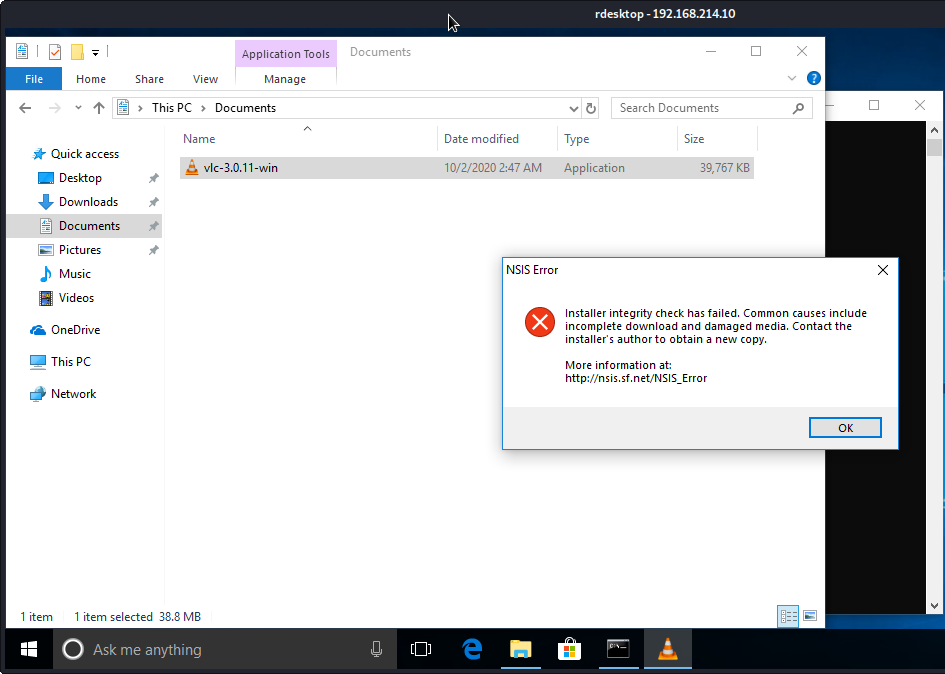 rdesktop - 192.168.214.10
Application Tools
Documents
File
Home
Share
View
Manage
This PC
Documents
Search Documents
Name
Date modified
Type
Size
Quick access
vlc-3.0.11-win
10/2/2020 2:47 AM
Application
39,767 KB
Desktop
Downloads
Documents
Pictures
Music
Videos
OneDrive
This PC
Network
NSIS Error
Installer integrity check has failed. Common causes include
incomplete download and damaged media. Contact the
installer's author to obtain a new copy.
More information at:
http://nsis.sf.net/NSIS_Error
OK
1 item
1 item selected 38.8 MB
Ask me anything